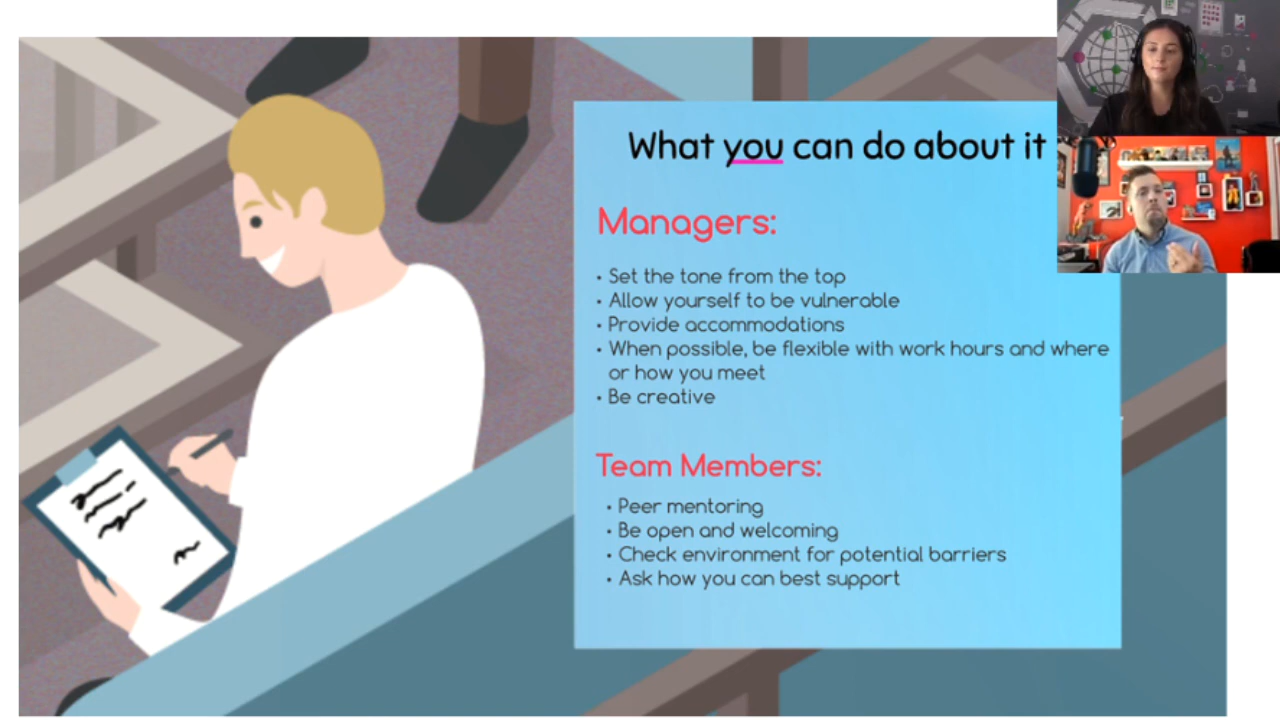 What you can do about it
Managers:
• Set the tone from the top
• Allow yourself to be vulnerable
• Provide accommodations
• When possible, be flexible with work hours and where
or how you meet
• Be creative
Team Members:
• Peer mentoring
• Be open and welcoming
• Check environment for potential barriers
• Ask how you can best support